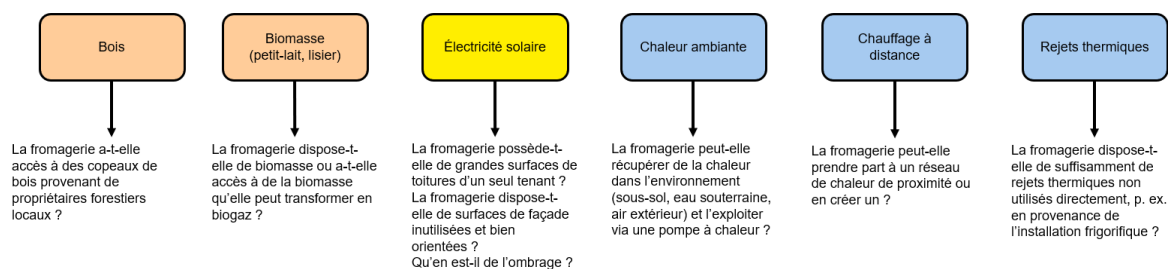 Bois
Biomasse
(petit-lait, lisier)
Électricité solaire
Chaleur ambiante
Chauffage à
distance
Rejets thermiques
La fromagerie a-t-elle
accès à des copeaux de
bois provenant de
propriétaires forestiers
locaux ?
La fromagerie dispose-t-
elle de biomasse ou a-t-elle
accès à de la biomasse
qu’elle peut transformer en
biogaz ?
La fromagerie possède-t-
elle de grandes surfaces de
toitures d’un seul tenant ?
La fromagerie dispose-t-
elle de surfaces de façade
inutilisées et bien
orientées ?
Qu’en est-il de l’ombrage ?
La fromagerie peut-elle
récupérer de la chaleur
dans l’environnement
(sous-sol, eau souterraine,
air extérieur) et l’exploiter
via une pompe à chaleur ?
La fromagerie peut-elle
prendre part à un réseau
de chaleur de proximité ou
en créer un ?
La fromagerie dispose-t-
elle de suffisamment de
rejets thermiques non
utilisés directement, p. ex.
en provenance de
l’installation frigorifique ?